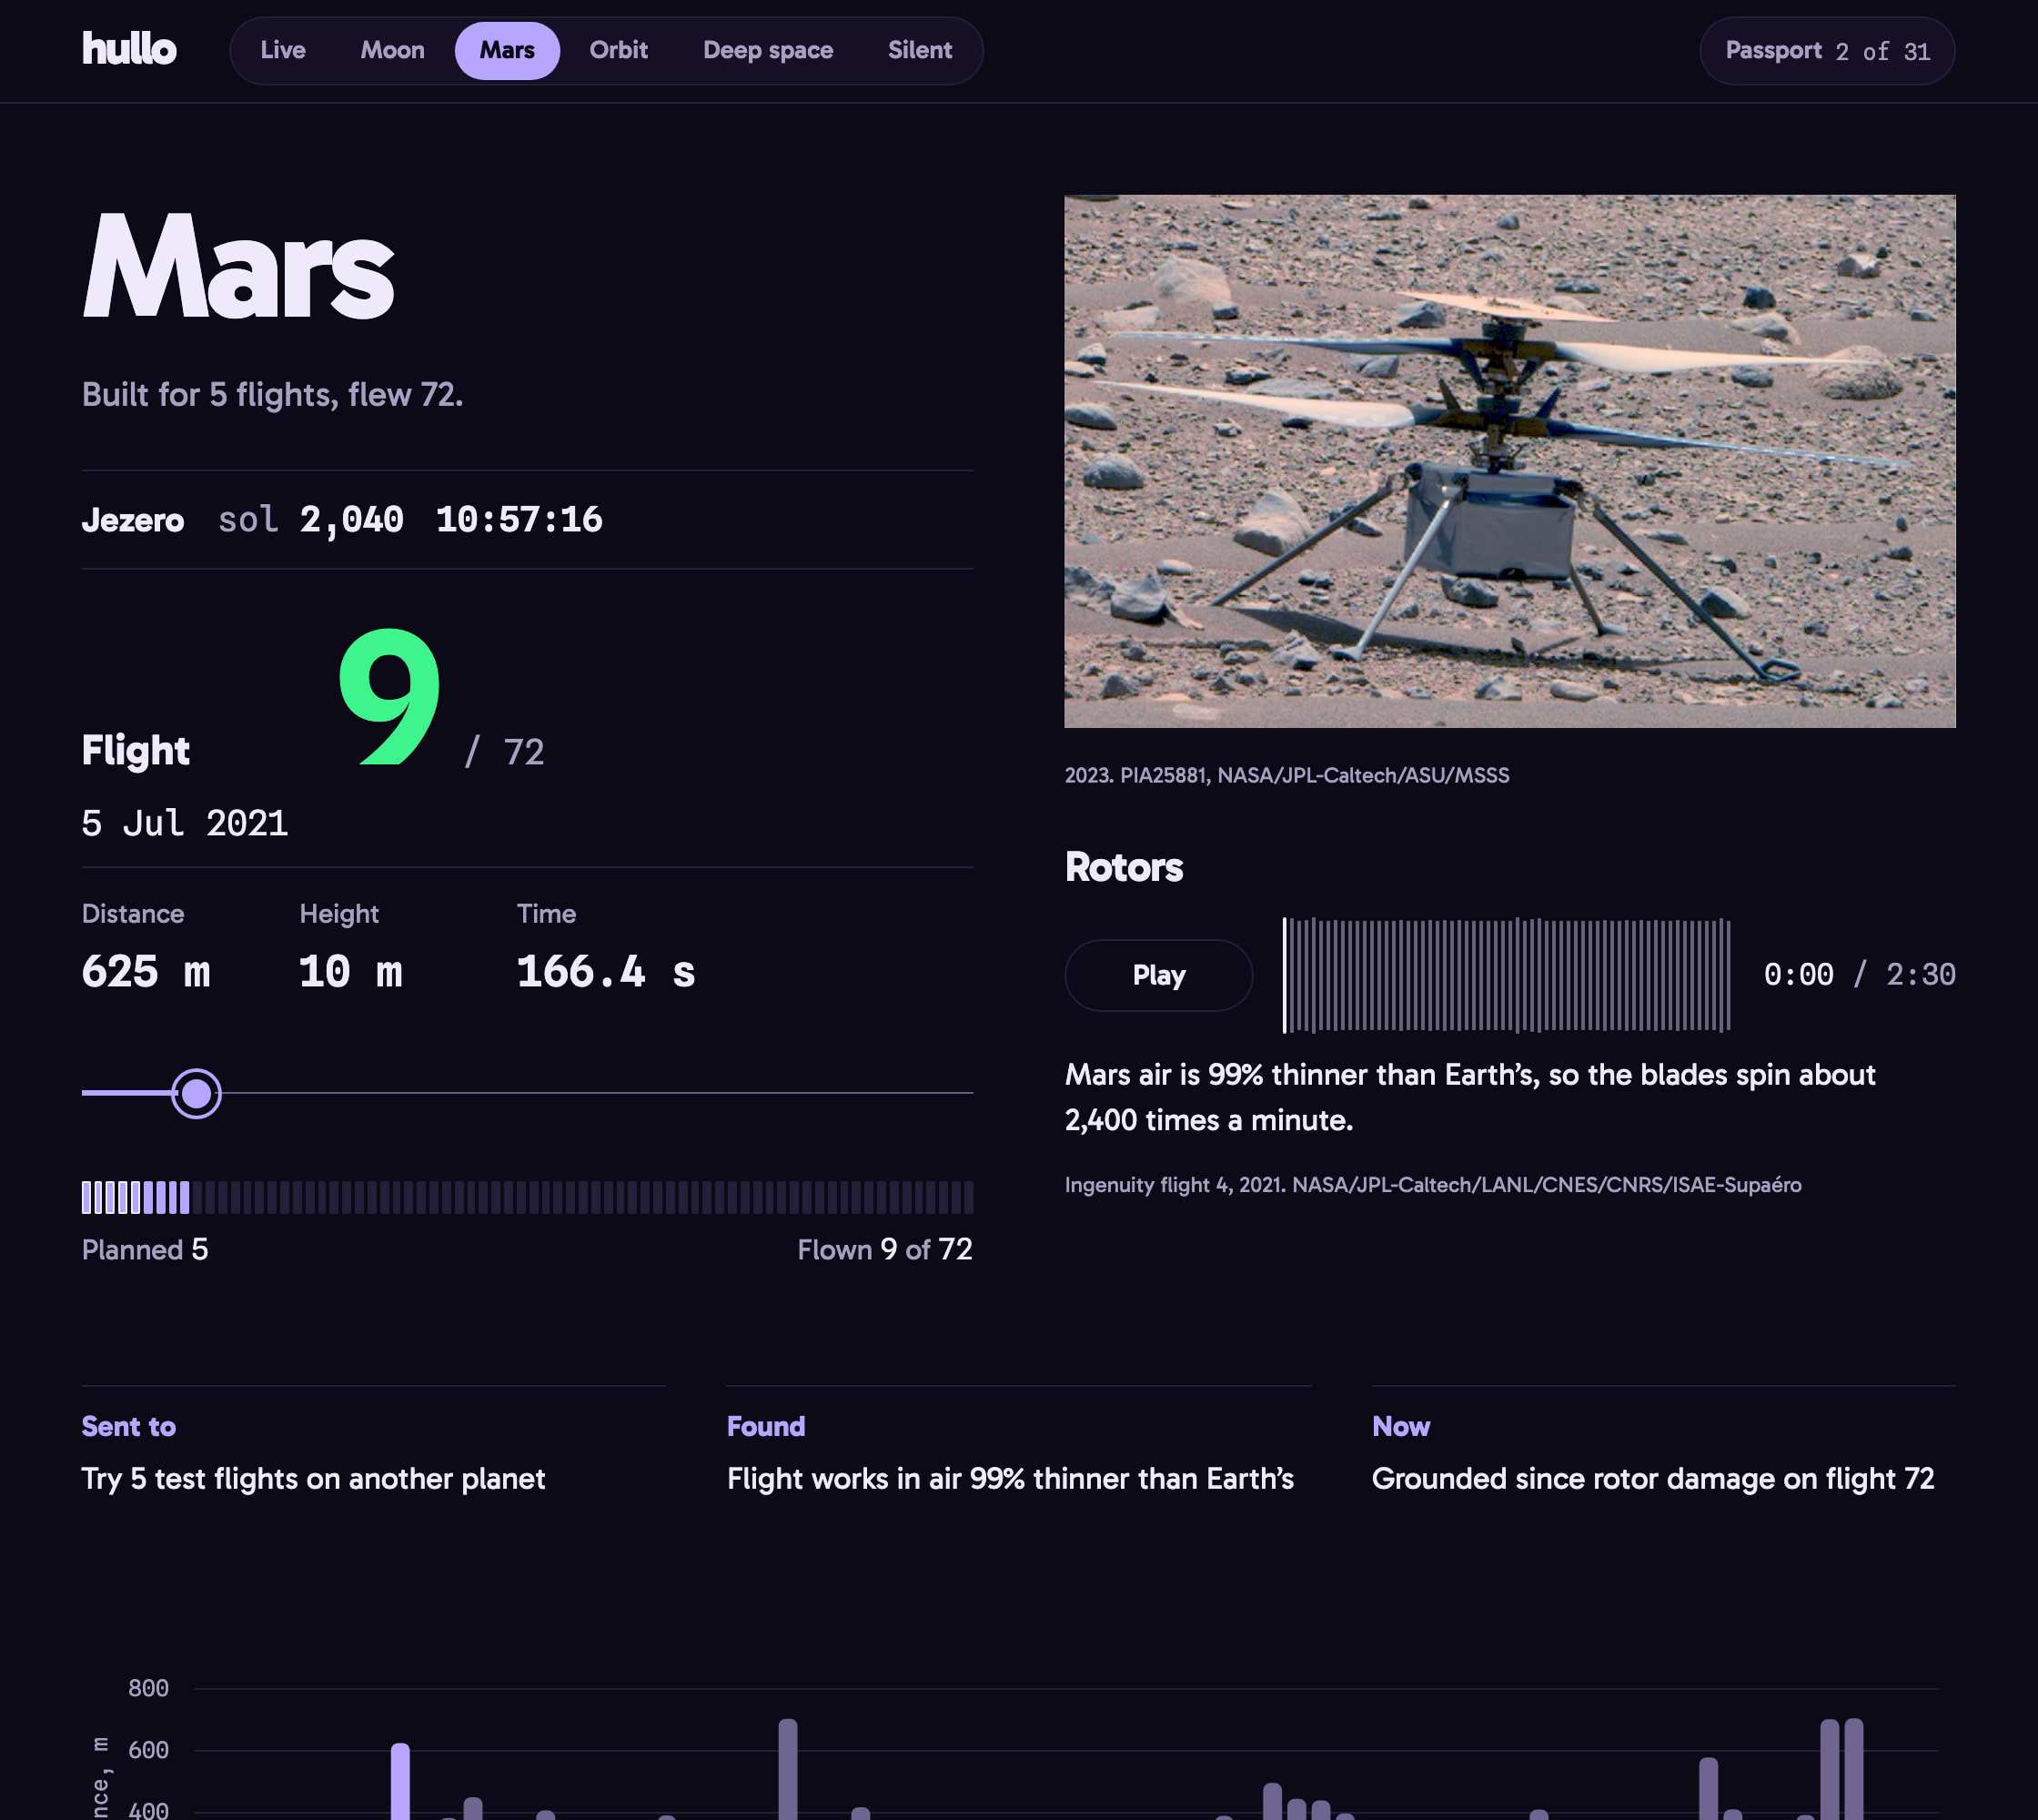 hullo
Live Moon Mars Orbit Deep space Silent
Passport 2 of 31
Mars
Built for 5 flights, flew 72.
Jezero sol 2,040 10:57:16
Flight 9 / 72
5 Jul 2021
Distance Height Time
625 m 10 m 166.4 s
Planned 5 Flown 9 of 72
2023. PIA25881, NASA/JPL-Caltech/ASU/MSSS
Rotors
Play 0:00 / 2:30
Mars air is 99% thinner than Earth’s, so the blades spin about
2,400 times a minute.
Ingenuity flight 4, 2021. NASA/JPL-Caltech/LANL/CNES/CNRS/ISAE-Supaéro
Sent to
Try 5 test flights on another planet
Found
Flight works in air 99% thinner than Earth’s
Now
Grounded since rotor damage on flight 72
800
600
400
nce, m